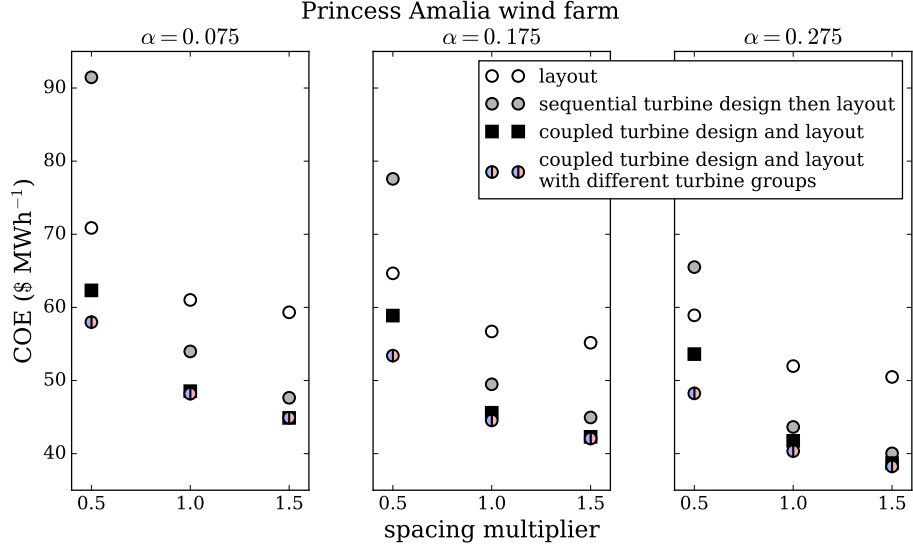 Princess Amalia wind farm
α = 0.075
α = 0.175
α = 0.275
layout
sequential turbine design then layout
coupled turbine design and layout
coupled turbine design and layout
with different turbine groups
COE ($ MWh⁻¹)
90
80
70
60
50
40
0.5 1.0 1.5
0.5 1.0 1.5
0.5 1.0 1.5
spacing multiplier